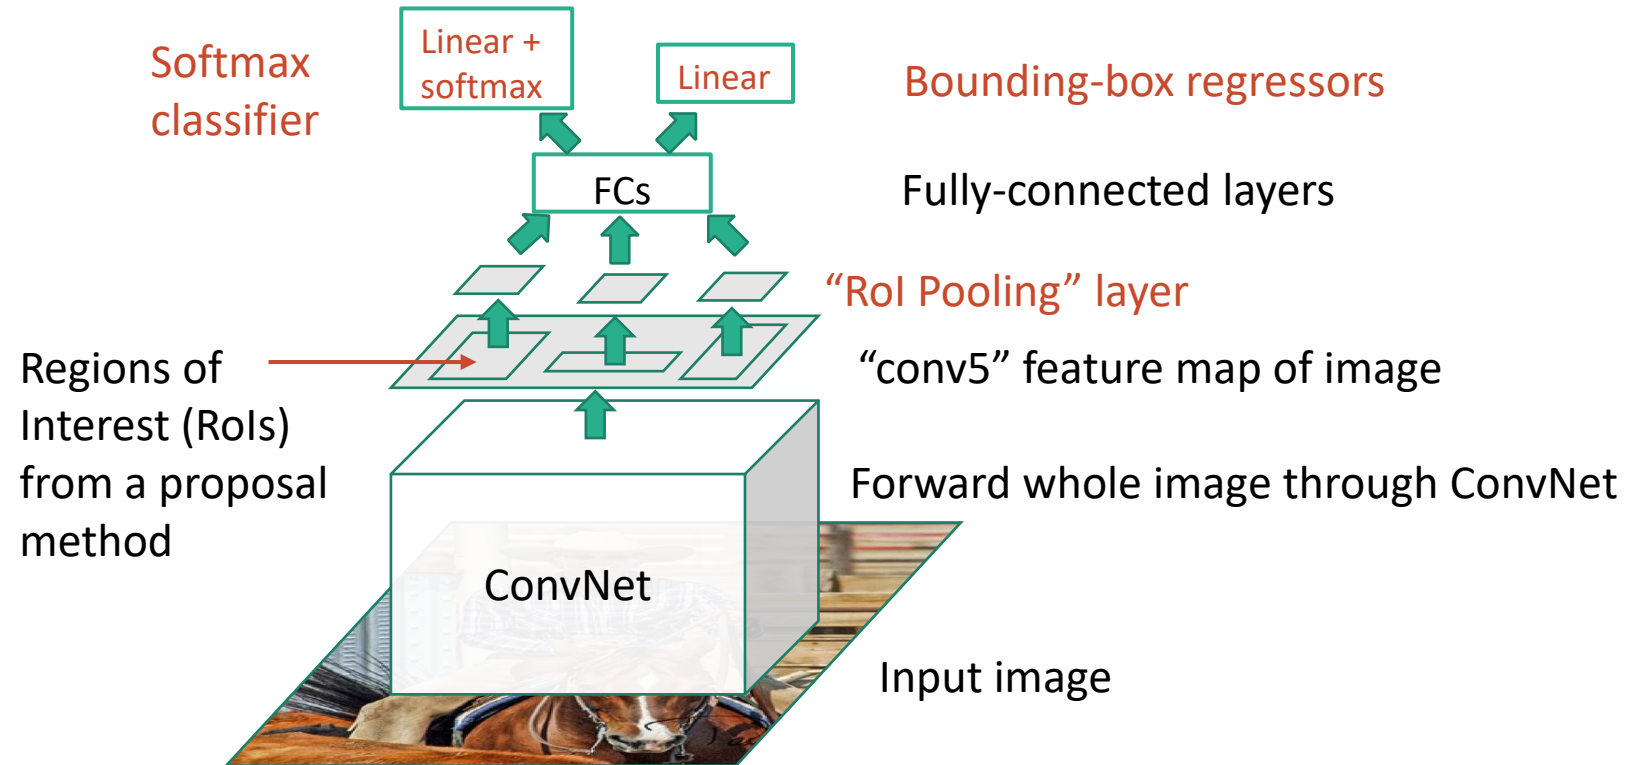 Softmax
classifier
Linear +
softmax
Linear
Bounding-box regressors
FCs
Fully-connected layers
“RoI Pooling” layer
Regions of
Interest (RoIs)
from a proposal
method
“conv5” feature map of image
Forward whole image through ConvNet
ConvNet
Input image